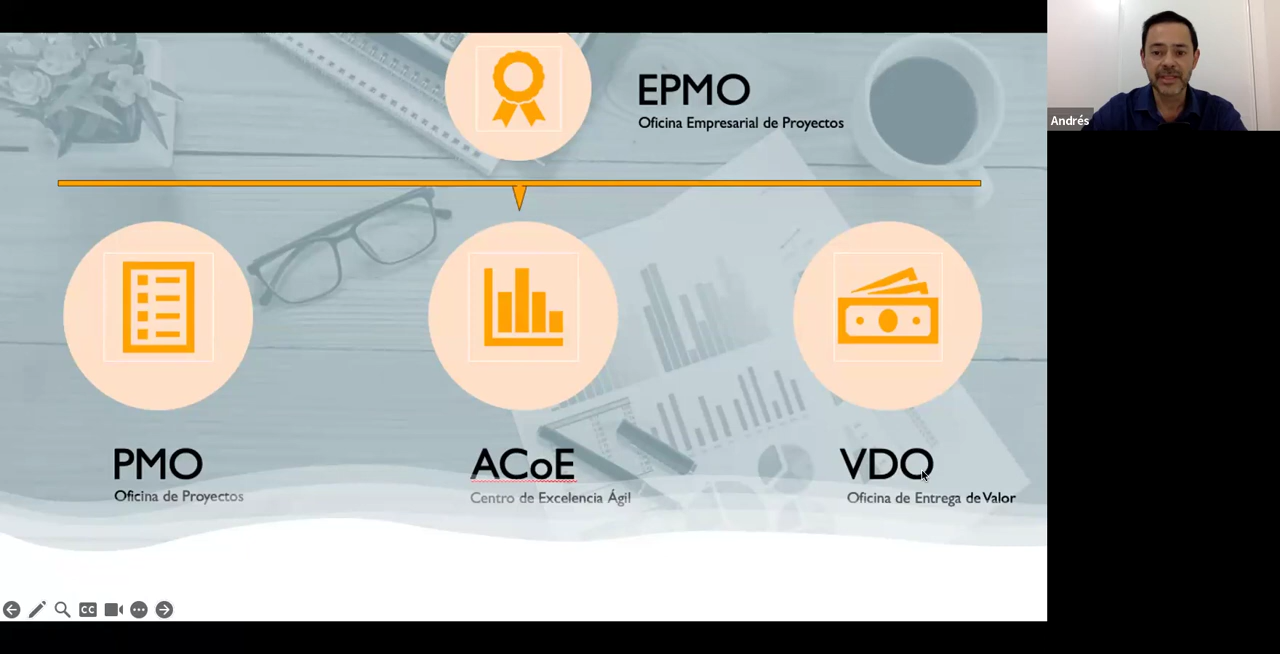 EPMO
Oficina Empresarial de Proyectos
Andrés
PMO
Oficina de Proyectos
ACoE
Centro de Excelencia Ágil
VDO
Oficina de Entrega de Valor
CC